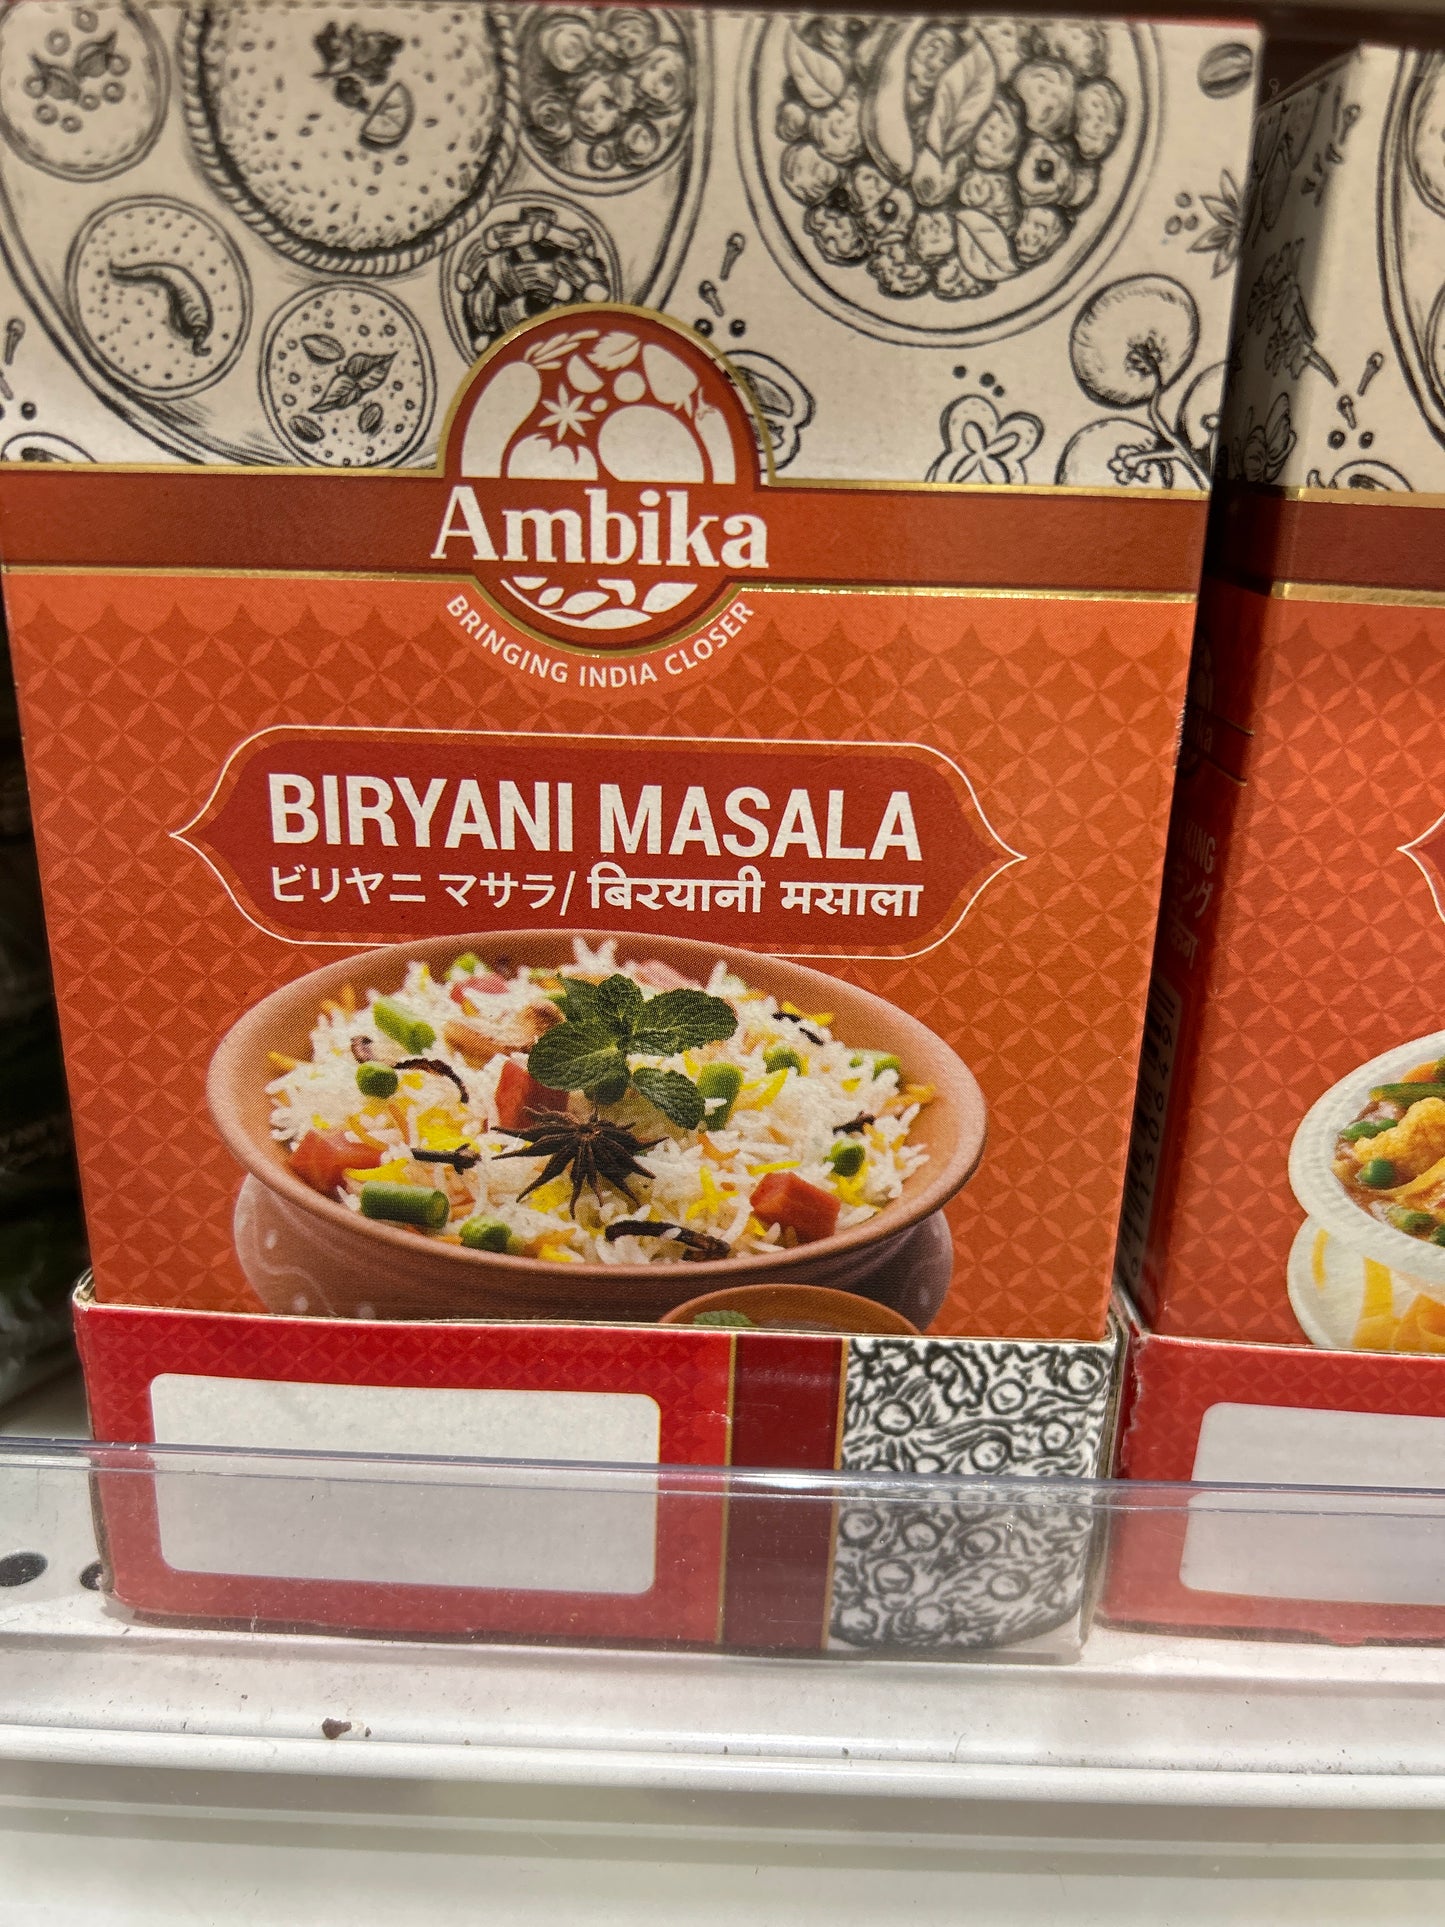 Ambika
BRINGING INDIA CLOSER
BIRYANI MASALA
ビリヤニ マサラ/ बिरयानी मसाला